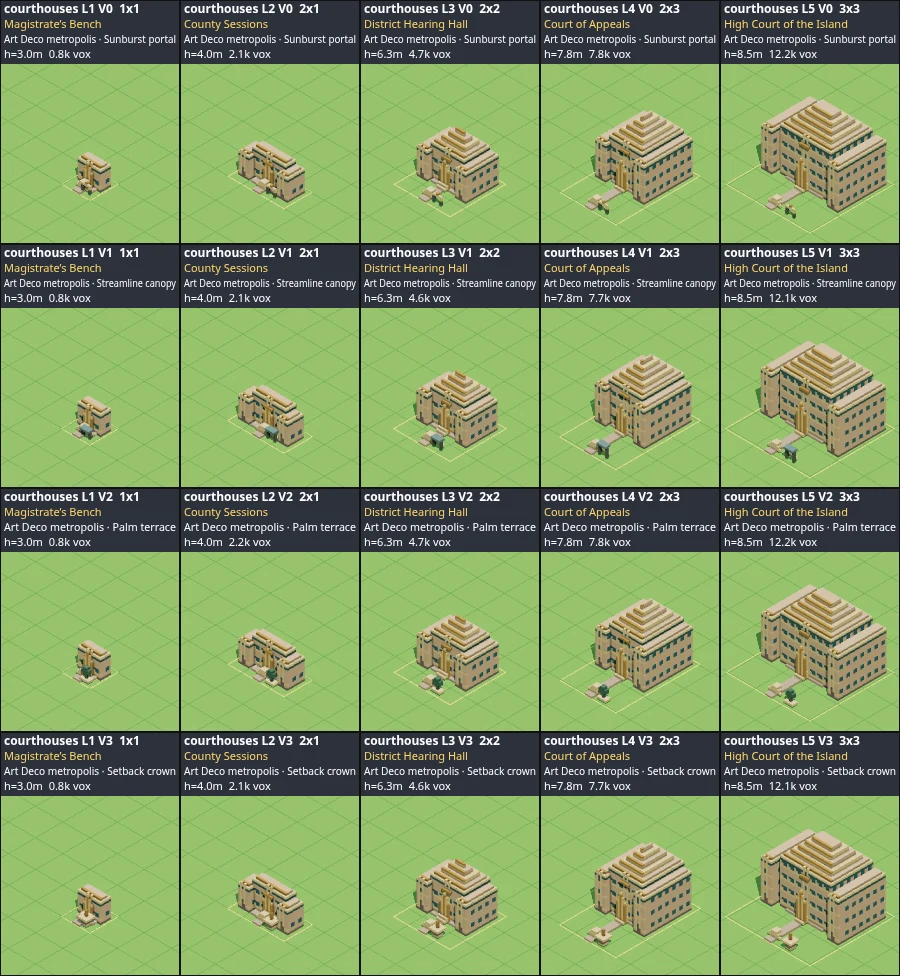 courthouses L1 V0 1x1
Magistrate's Bench
Art Deco metropolis · Sunburst portal
h=3.0m 0.8k vox
courthouses L2 V0 2x1
County Sessions
Art Deco metropolis · Sunburst portal
h=4.0m 2.1k vox
courthouses L3 V0 2x2
District Hearing Hall
Art Deco metropolis · Sunburst portal
h=6.3m 4.7k vox
courthouses L4 V0 2x3
Court of Appeals
Art Deco metropolis · Sunburst portal
h=7.8m 7.8k vox
courthouses L5 V0 3x3
High Court of the Island
Art Deco metropolis · Sunburst portal
h=8.5m 12.2k vox
courthouses L1 V1 1x1
Magistrate's Bench
Art Deco metropolis · Streamline canopy
h=3.0m 0.8k vox
courthouses L2 V1 2x1
County Sessions
Art Deco metropolis · Streamline canopy
h=4.0m 2.1k vox
courthouses L3 V1 2x2
District Hearing Hall
Art Deco metropolis · Streamline canopy
h=6.3m 4.6k vox
courthouses L4 V1 2x3
Court of Appeals
Art Deco metropolis · Streamline canopy
h=7.8m 7.7k vox
courthouses L5 V1 3x3
High Court of the Island
Art Deco metropolis · Streamline canopy
h=8.5m 12.1k vox
courthouses L1 V2 1x1
Magistrate's Bench
Art Deco metropolis · Palm terrace
h=3.0m 0.8k vox
courthouses L2 V2 2x1
County Sessions
Art Deco metropolis · Palm terrace
h=4.0m 2.2k vox
courthouses L3 V2 2x2
District Hearing Hall
Art Deco metropolis · Palm terrace
h=6.3m 4.7k vox
courthouses L4 V2 2x3
Court of Appeals
Art Deco metropolis · Palm terrace
h=7.8m 7.8k vox
courthouses L5 V2 3x3
High Court of the Island
Art Deco metropolis · Palm terrace
h=8.5m 12.2k vox
courthouses L1 V3 1x1
Magistrate's Bench
Art Deco metropolis · Setback crown
h=3.0m 0.8k vox
courthouses L2 V3 2x1
County Sessions
Art Deco metropolis · Setback crown
h=4.0m 2.1k vox
courthouses L3 V3 2x2
District Hearing Hall
Art Deco metropolis · Setback crown
h=6.3m 4.6k vox
courthouses L4 V3 2x3
Court of Appeals
Art Deco metropolis · Setback crown
h=7.8m 7.7k vox
courthouses L5 V3 3x3
High Court of the Island
Art Deco metropolis · Setback crown
h=8.5m 12.1k vox